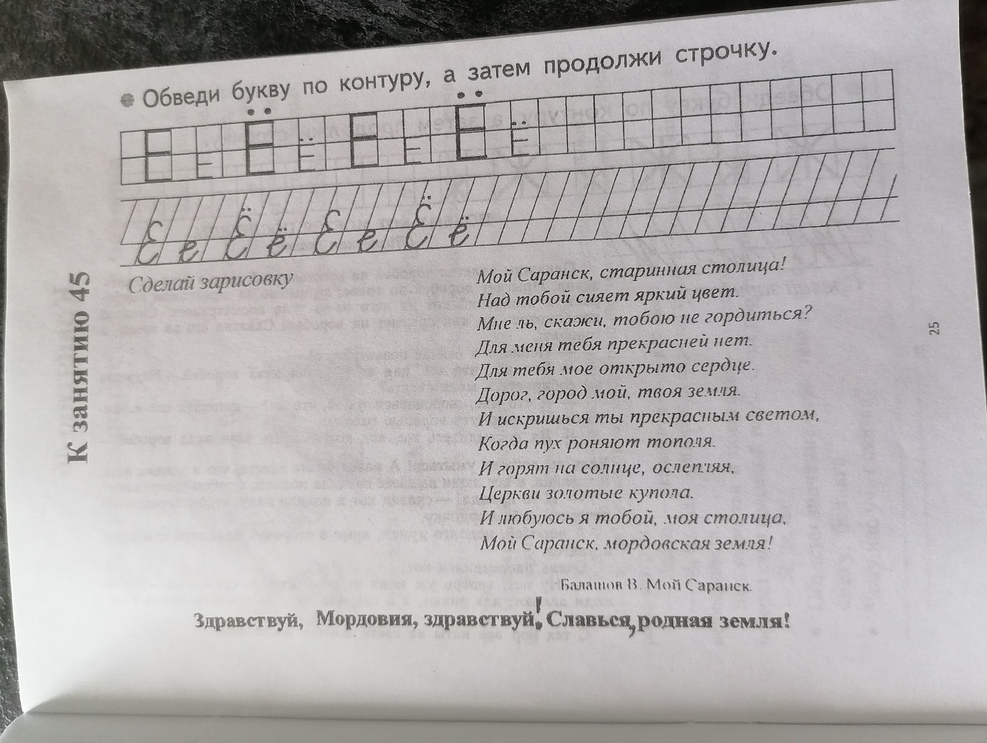 Обведи букву по контуру, а затем продолжи строчку.
Е е Ё ё Е е Ё ё
Е е Ё ё Е е Ё ё
К занятию 45
Сделай зарисовку
Мой Саранск, старинная столица!
Над тобой сияет яркий цвет.
Мне ль, скажи, тобою не гордиться?
Для меня тебя прекрасней нет.
Для тебя мое открыто сердце.
Дорог, город мой, твоя земля.
И искришься ты прекрасным светом,
Когда пух роняют тополя.
И горят на солнце, ослепляя,
Церкви золотые купола.
И любуюсь я тобой, моя столица,
Мой Саранск, мордовская земля!
Балашов В. Мой Саранск.
Здравствуй, Мордовия, здравствуй! Славься, родная земля!
25